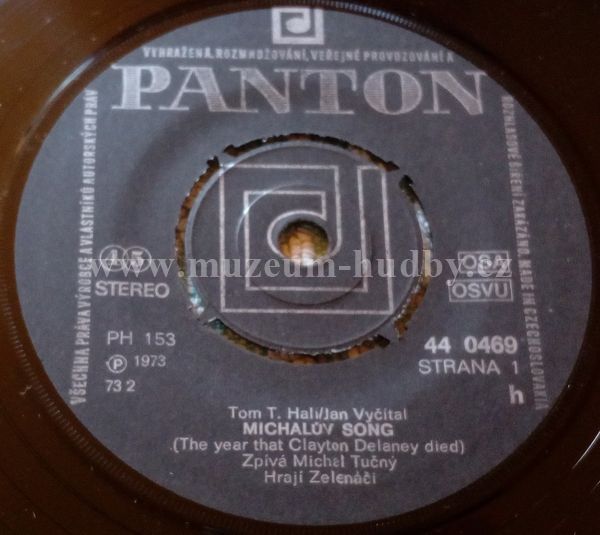 VŠECHNA PRÁVA VÝROBCE A VLASTNÍKŮ AUTORSKÝCH PRÁV VYHRAŽENA, ROZMNOŽOVÁNÍ, VEŘEJNÉ PROVOZOVÁNÍ A ROZHLASOVÉ ŠÍŘENÍ ZAKÁZÁNO. MADE IN CZECHOSLOVAKIA
PANTON
www.muzeum-hudby.cz
STEREO
OSA
OSVU
PH 153
℗ 1973
73 2
44 0469
STRANA 1
h
Tom T. Hall/Jan Vyčítal
MICHALŮV SONG
(The year that Clayton Delaney died)
Zpívá Michal Tučný
Hrají Zelenáči